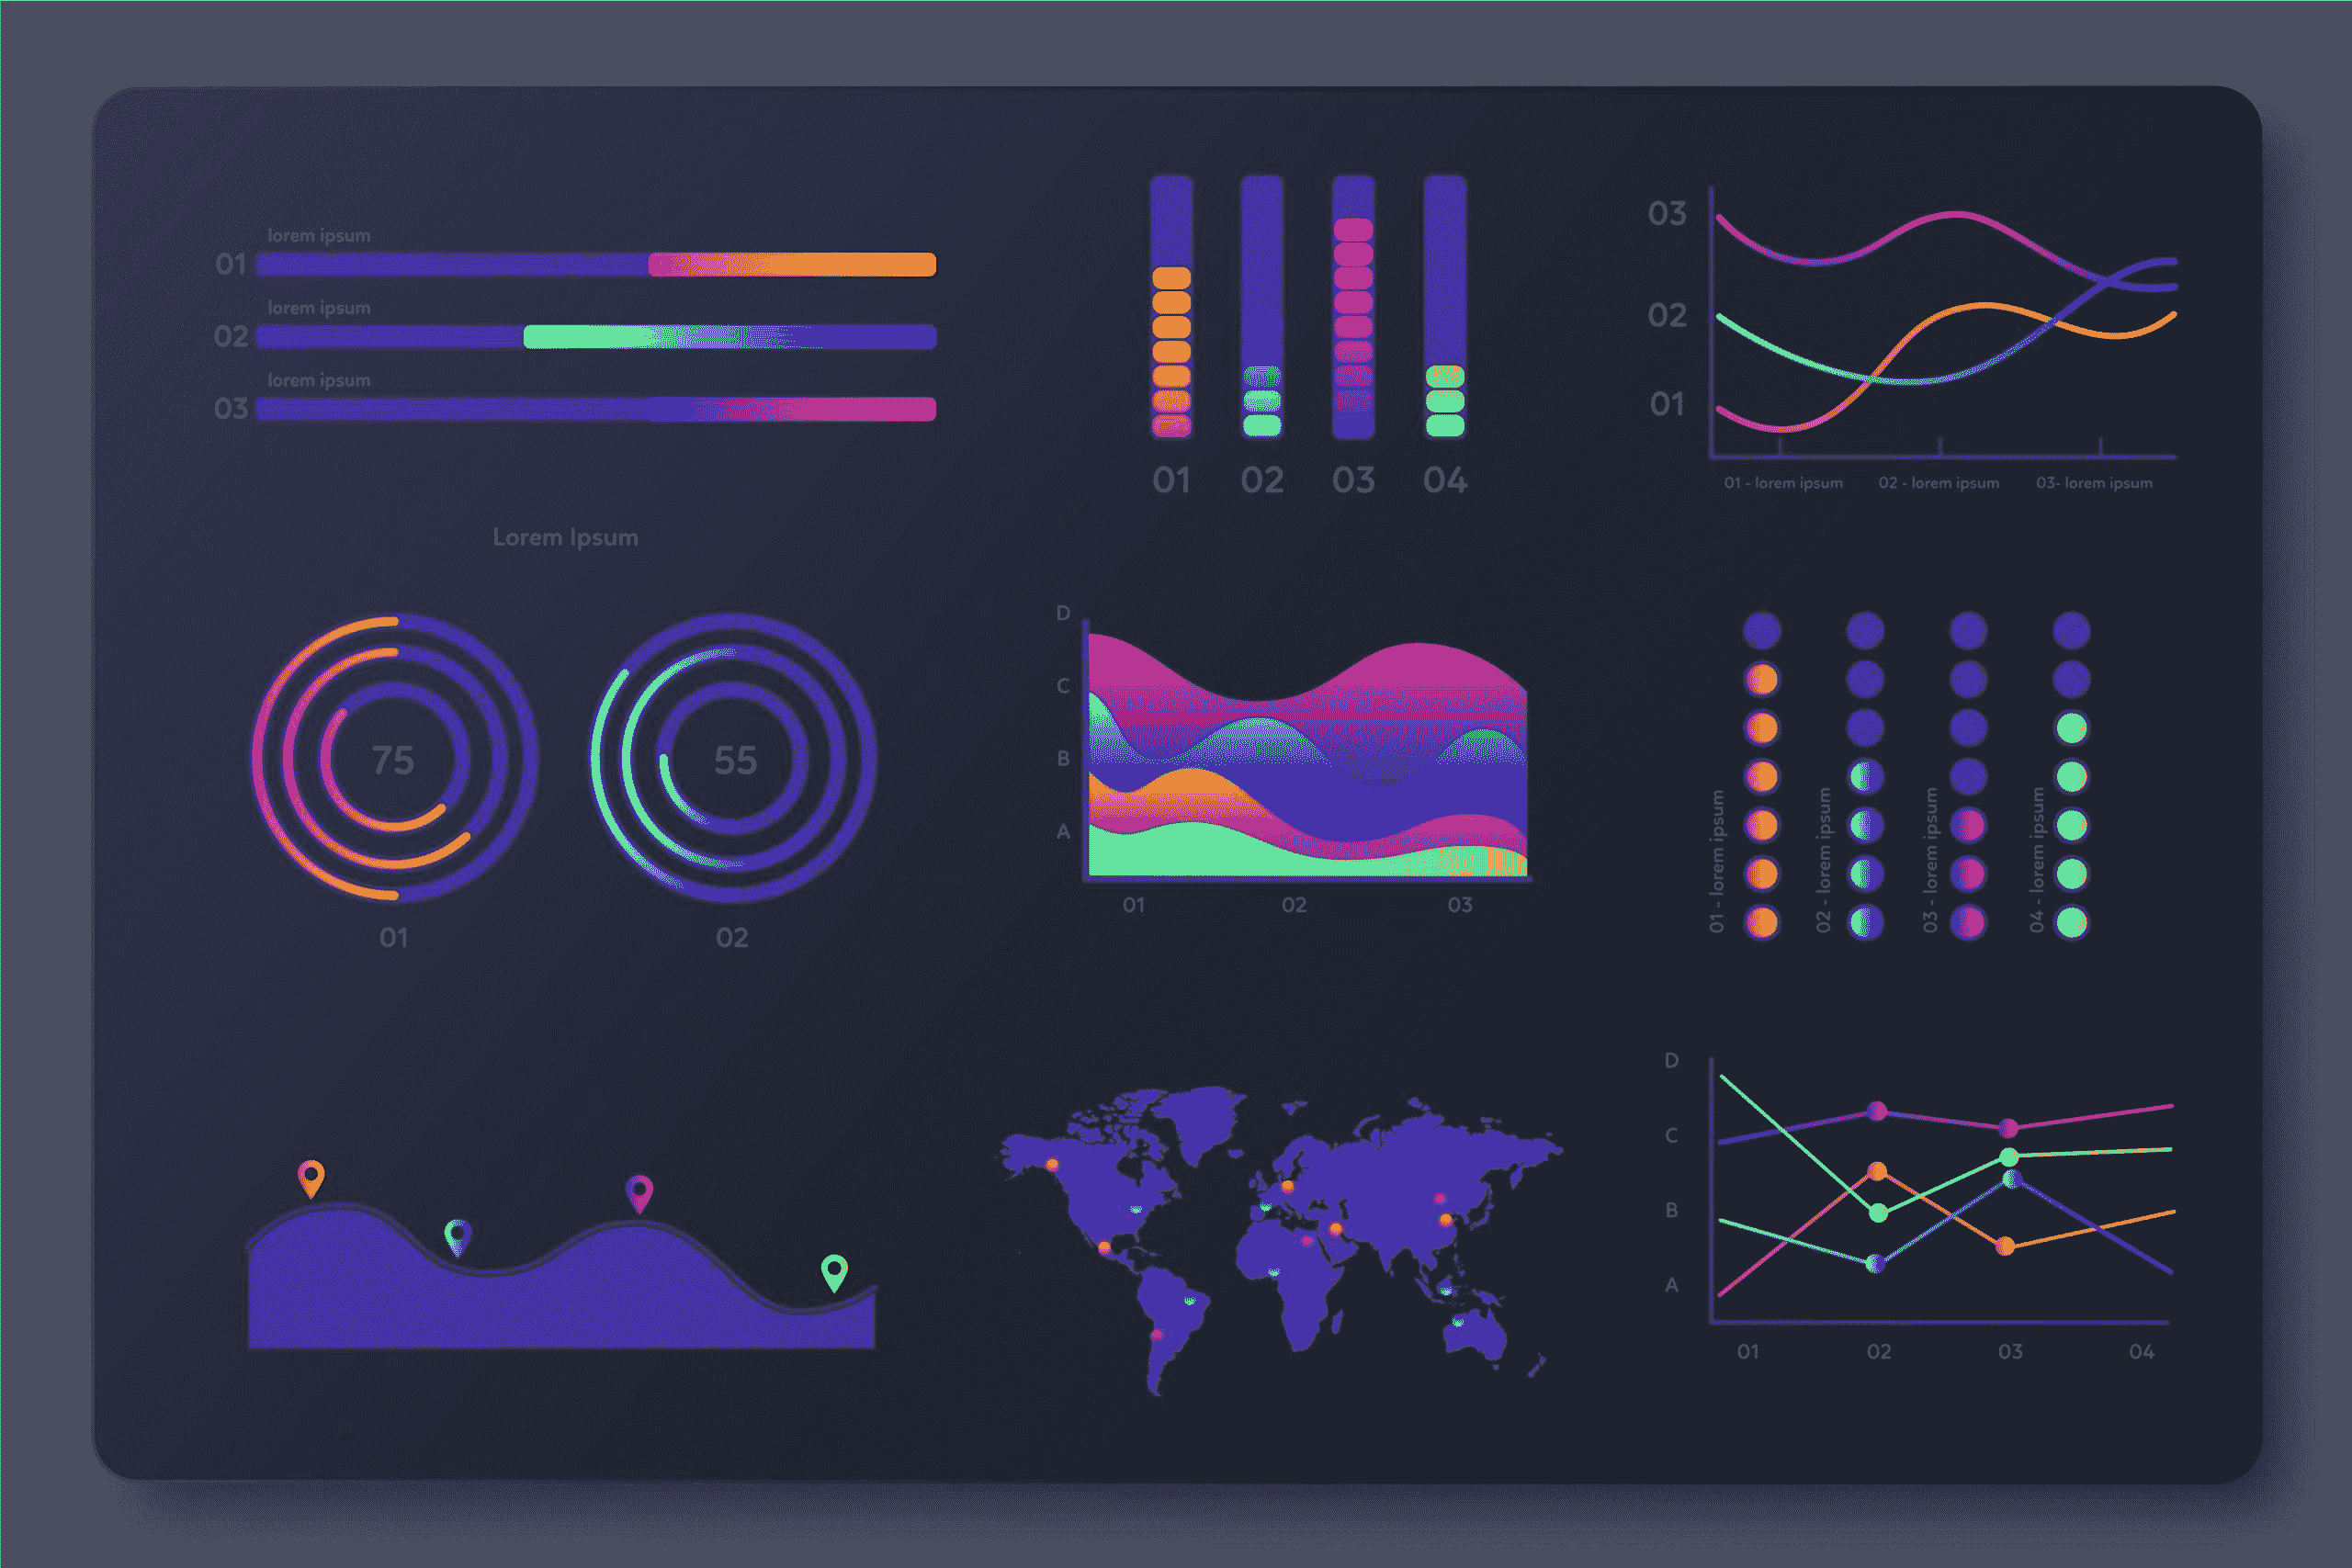 lorem ipsum
01
lorem ipsum
02
lorem ipsum
03
01 02 03 04
03
02
01
01 - lorem ipsum 02 - lorem ipsum 03- lorem ipsum
Lorem Ipsum
75
01
55
02
D
C
B
A
01 02 03
01 - lorem ipsum
02 - lorem ipsum
03 - lorem ipsum
04 - lorem ipsum
D
C
B
A
01 02 03 04